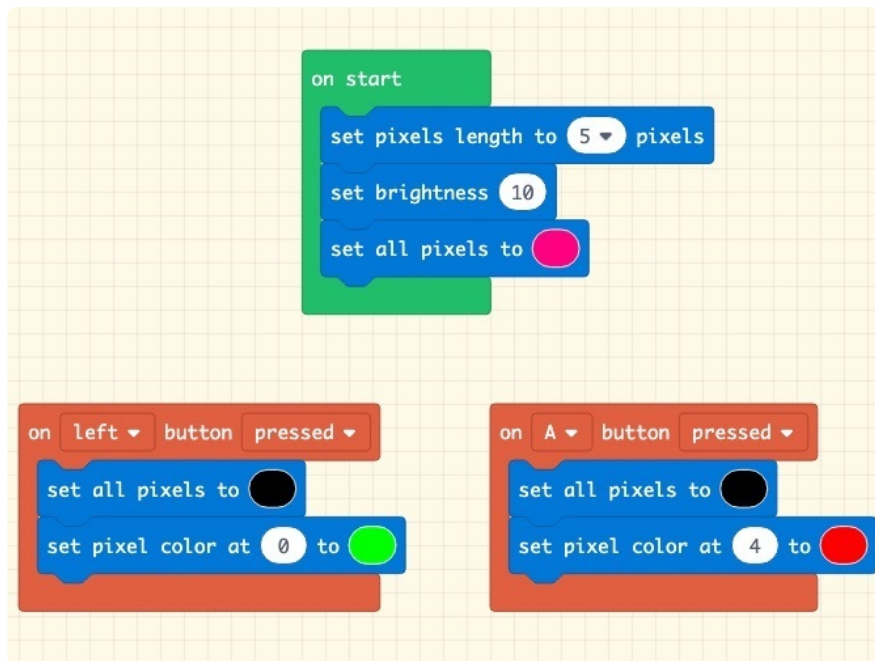 on start
set pixels length to 5 pixels
set brightness 10
set all pixels to
on left button pressed
set all pixels to
set pixel color at 0 to
on A button pressed
set all pixels to
set pixel color at 4 to